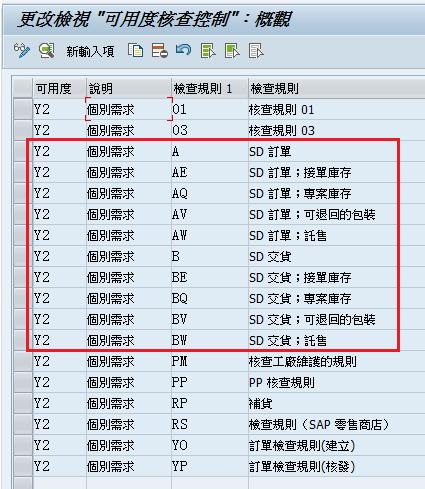 更改檢視 "可用度核查控制"：概觀
新輸入項
可用度 說明 檢查規則 1 檢查規則
Y2 個別需求 01 核查規則 01
Y2 個別需求 03 核查規則 03
Y2 個別需求 A SD 訂單
Y2 個別需求 AE SD 訂單；接單庫存
Y2 個別需求 AQ SD 訂單；專案庫存
Y2 個別需求 AV SD 訂單；可退回的包裝
Y2 個別需求 AW SD 訂單；託售
Y2 個別需求 B SD 交貨
Y2 個別需求 BE SD 交貨；接單庫存
Y2 個別需求 BQ SD 交貨；專案庫存
Y2 個別需求 BV SD 交貨；可退回的包裝
Y2 個別需求 BW SD 交貨；託售
Y2 個別需求 PM 核查工廠維護的規則
Y2 個別需求 PP PP 核查規則
Y2 個別需求 RP 補貨
Y2 個別需求 RS 檢查規則（SAP 零售商店）
Y2 個別需求 YO 訂單檢查規則(建立)
Y2 個別需求 YP 訂單檢查規則(核發)